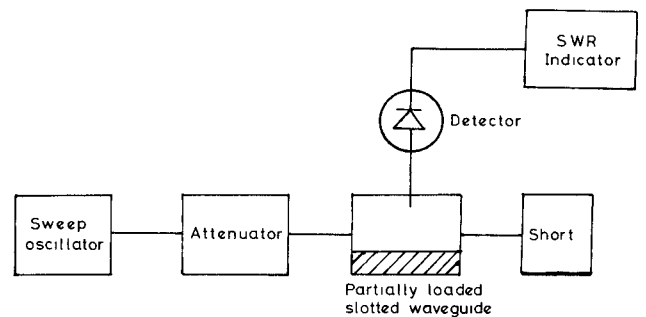 SWR
Indicator
Detector
Sweep
oscillator
Attenuator
Short
Partially loaded
slotted waveguide